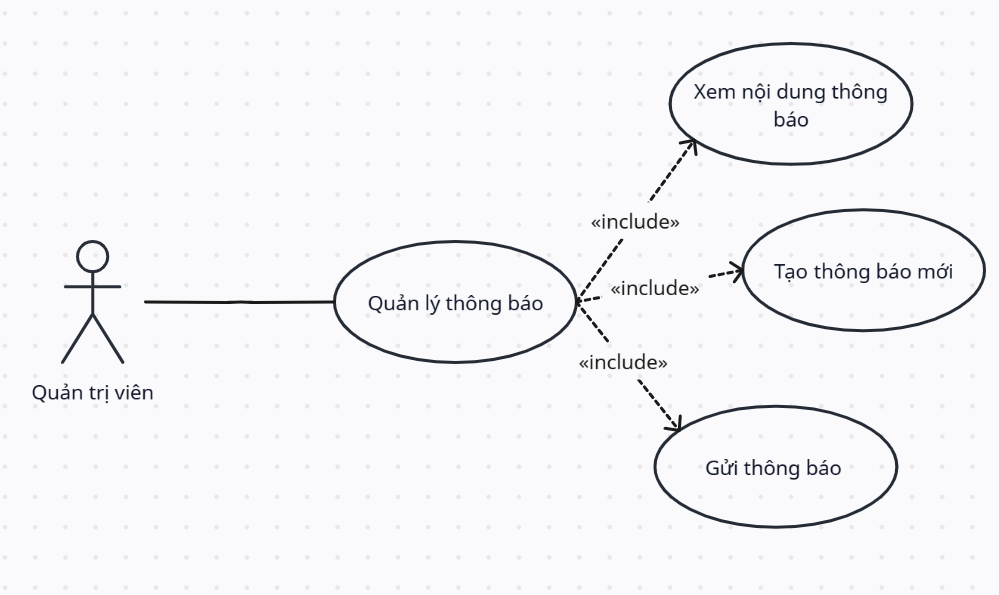 Xem nội dung thông
báo
«include»
Tạo thông báo mới
«include»
Quản lý thông báo
«include»
Quản trị viên
Gửi thông báo